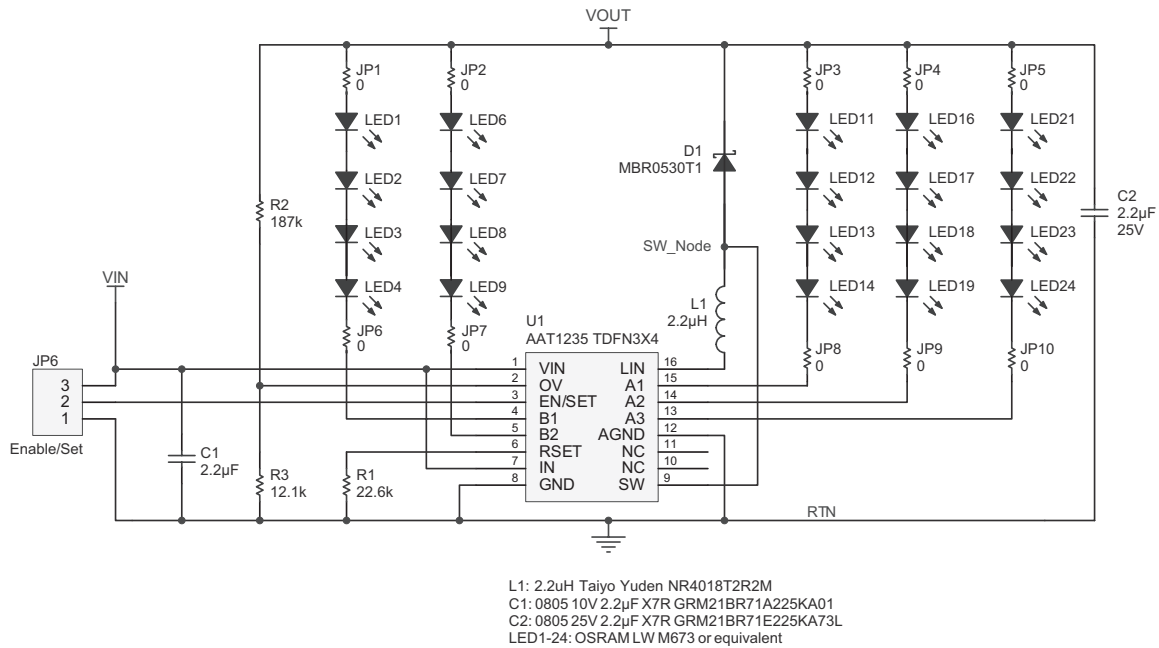 VOUT
JP1
0
JP2
0
JP3
0
JP4
0
JP5
0
LED1
LED6
LED11
LED16
LED21
D1
MBR0530T1
LED2
LED7
LED12
LED17
LED22
R2
187k
C2
2.2µF
25V
LED3
LED8
LED13
LED18
LED23
SW_Node
VIN
LED4
LED9
LED14
LED19
LED24
L1
2.2µH
JP6
0
JP7
0
U1
AAT1235 TDFN3X4
JP8
0
JP9
0
JP10
0
JP6
3
2
1
Enable/Set
1 VIN
2 OV
3 EN/SET
4 B1
5 B2
6 RSET
7 IN
8 GND
LIN 16
A1 15
A2 14
A3 13
AGND 12
NC 11
NC 10
SW 9
C1
2.2µF
R3
12.1k
R1
22.6k
RTN
L1: 2.2uH Taiyo Yuden NR4018T2R2M
C1: 0805 10V 2.2µF X7R GRM21BR71A225KA01
C2: 0805 25V 2.2µF X7R GRM21BR71E225KA73L
LED1-24: OSRAM LW M673 or equivalent